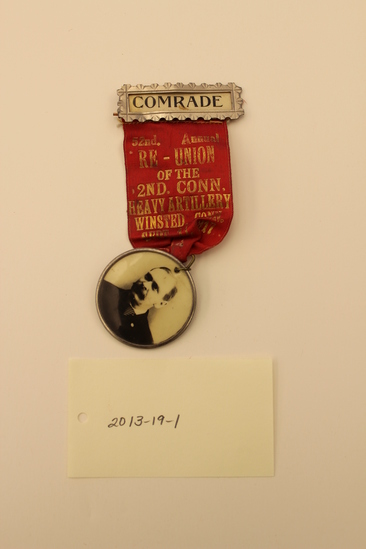 COMRADE
52nd. Annual
RE-UNION
OF THE
2ND. CONN.
HEAVY ARTILLERY
WINSTED
2013-19-1